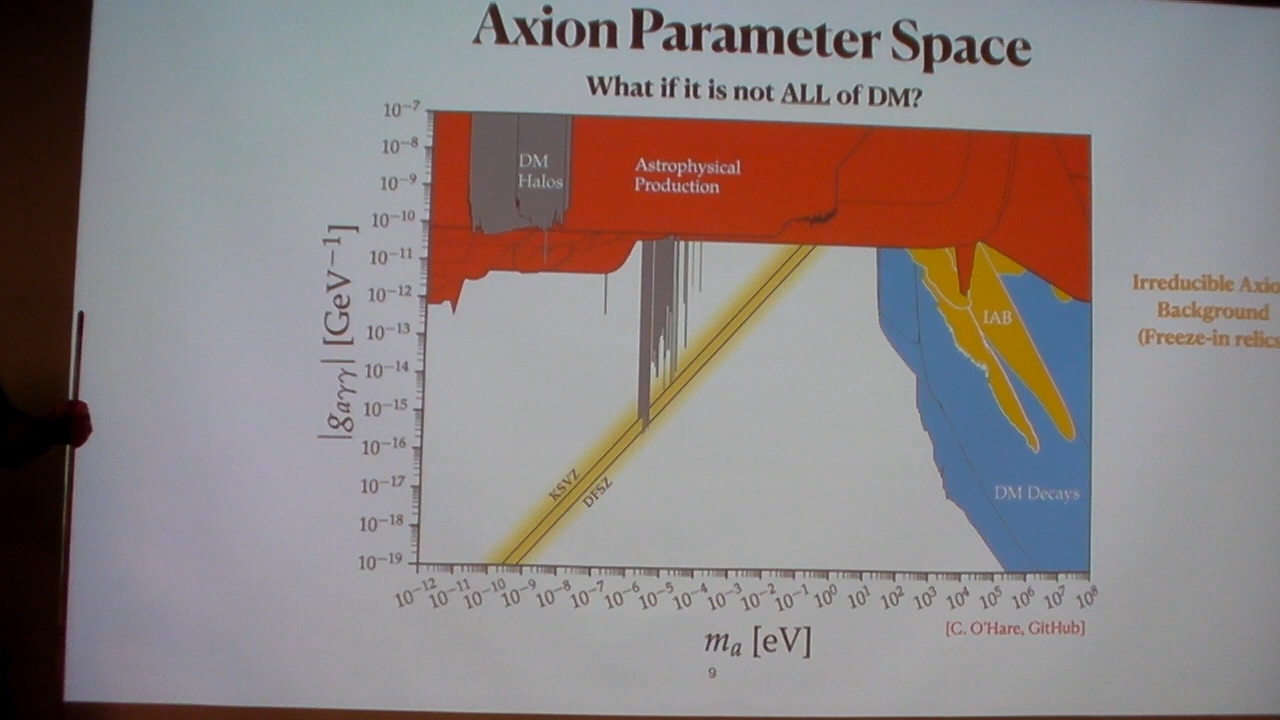 Axion Parameter Space
What if it is not ALL of DM?
10⁻⁷
10⁻⁸
10⁻⁹
10⁻¹⁰
10⁻¹¹
10⁻¹²
10⁻¹³
10⁻¹⁴
10⁻¹⁵
10⁻¹⁶
10⁻¹⁷
10⁻¹⁸
10⁻¹⁹
|gₐγγ| [GeV⁻¹]
DM
Halos
Astrophysical
Production
KSVZ
DFSZ
IAB
DM Decays
Irreducible Axio
Background
(Freeze-in relics
10⁻¹² 10⁻¹¹ 10⁻¹⁰ 10⁻⁹ 10⁻⁸ 10⁻⁷ 10⁻⁶ 10⁻⁵ 10⁻⁴ 10⁻³ 10⁻² 10⁻¹ 10⁰ 10¹ 10² 10³ 10⁴ 10⁵ 10⁶ 10⁷ 10⁸
mₐ [eV]
[C. O'Hare, GitHub]
9